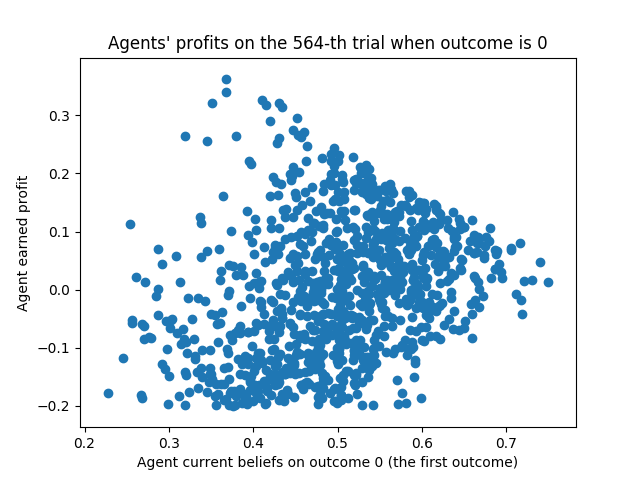 Agents' profits on the 564-th trial when outcome is 0
0.3
0.2
0.1
0.0
−0.1
−0.2
Agent earned profit
0.2 0.3 0.4 0.5 0.6 0.7
Agent current beliefs on outcome 0 (the first outcome)